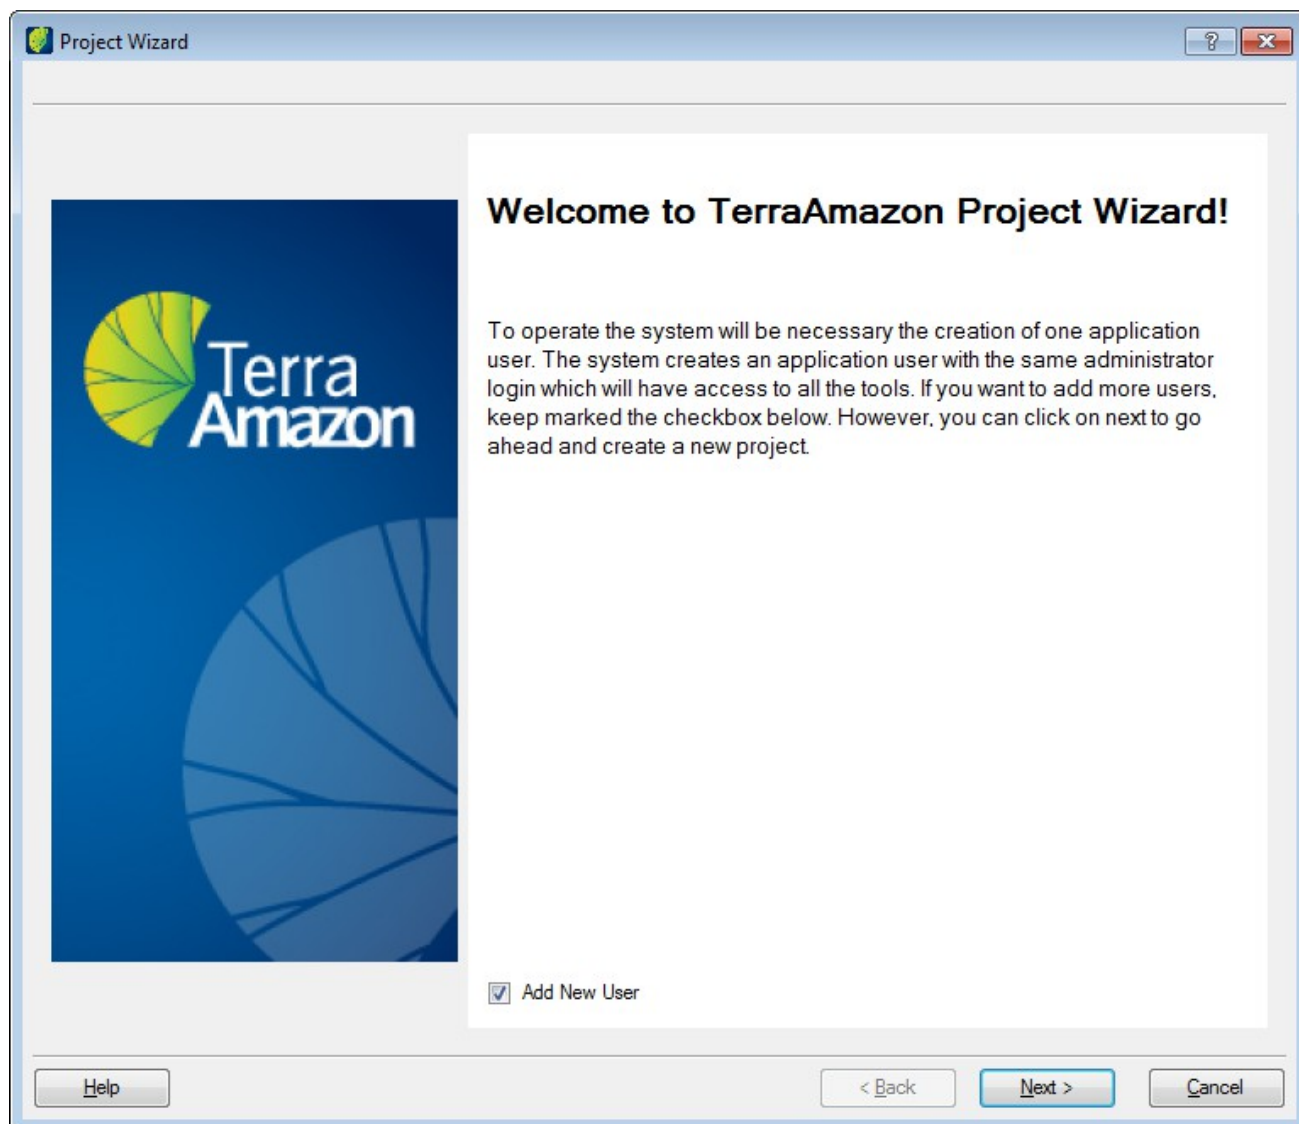 Project Wizard
Welcome to TerraAmazon Project Wizard!
Terra
Amazon
To operate the system will be necessary the creation of one application
user. The system creates an application user with the same administrator
login which will have access to all the tools. If you want to add more users,
keep marked the checkbox below. However, you can click on next to go
ahead and create a new project.
Add New User
Help
< Back
Next >
Cancel